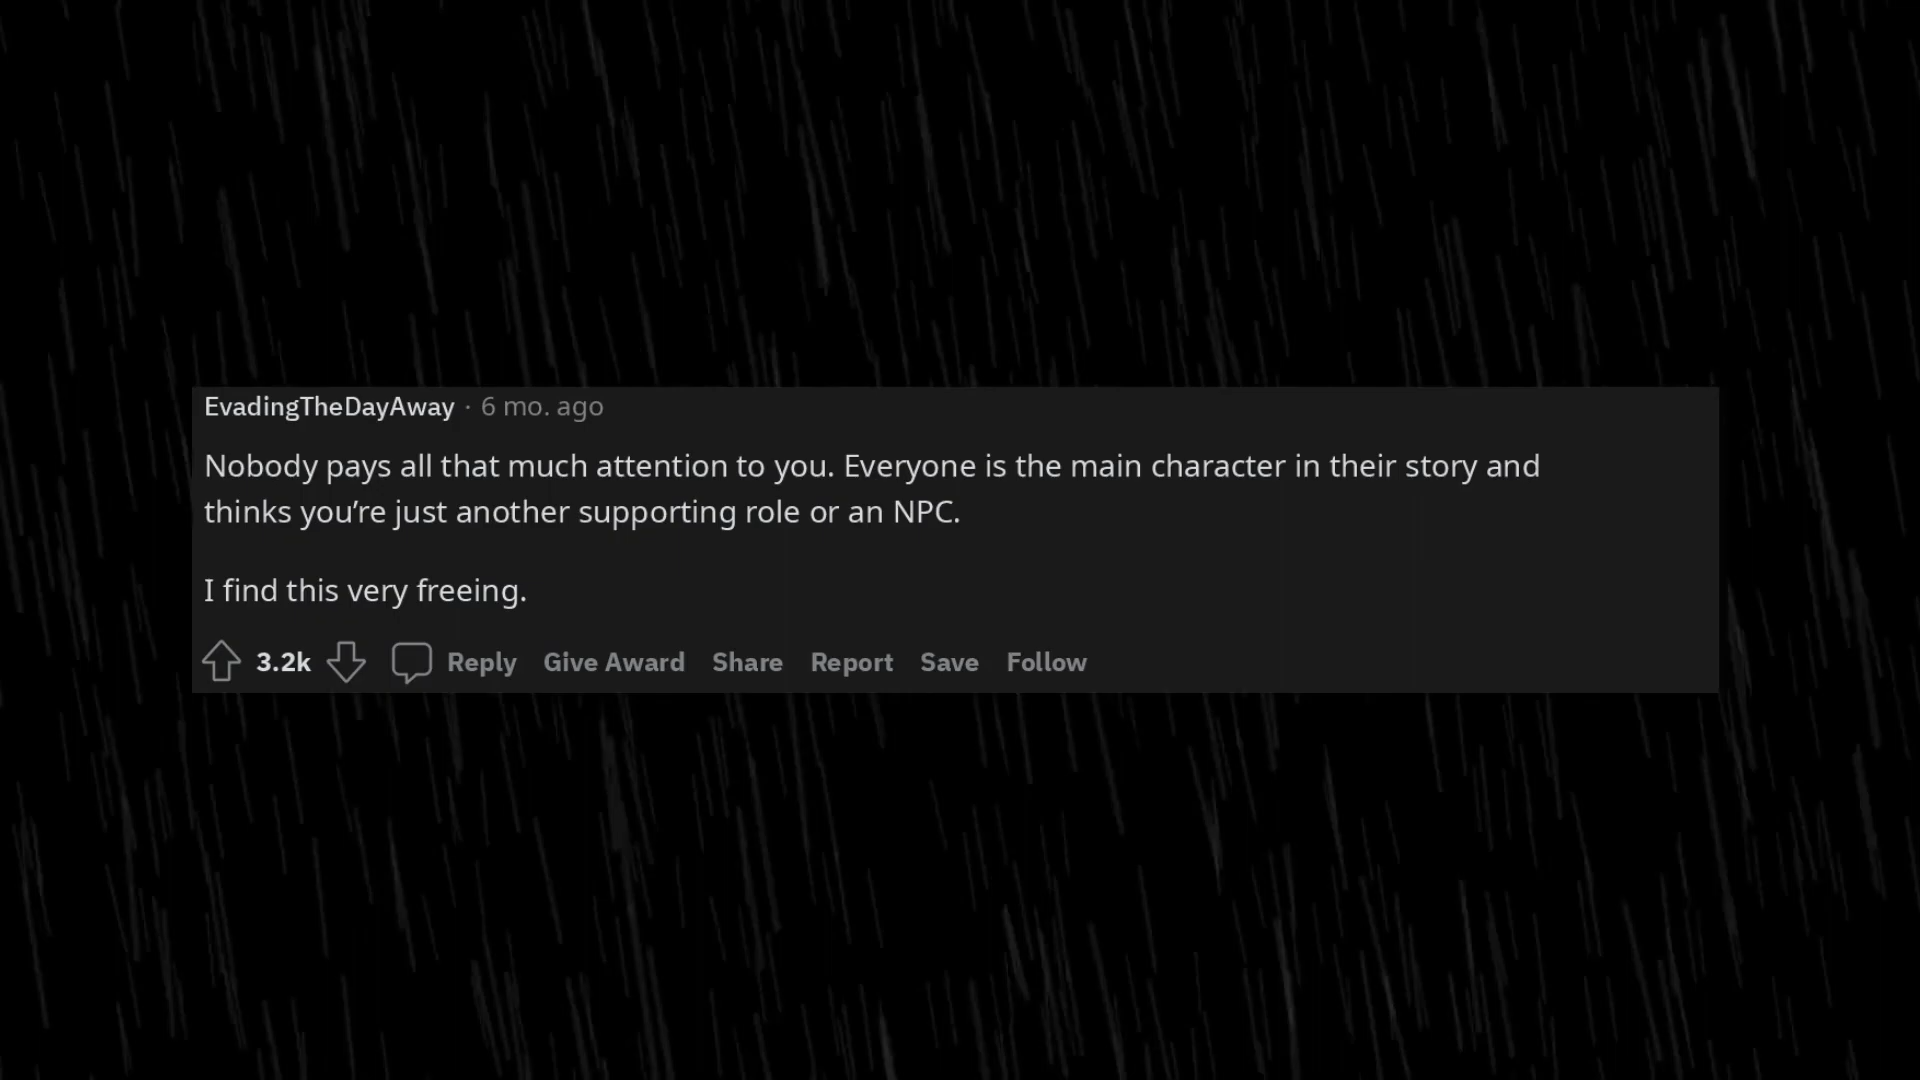 EvadingTheDayAway · 6 mo. ago
Nobody pays all that much attention to you. Everyone is the main character in their story and
thinks you’re just another supporting role or an NPC.
I find this very freeing.
3.2k Reply Give Award Share Report Save Follow